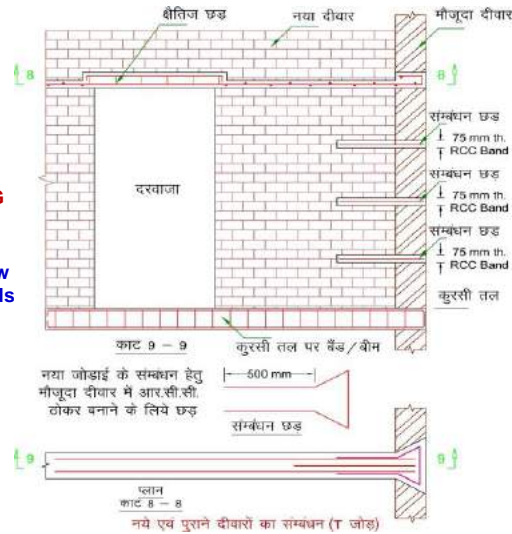 क्षैतिज छड़
नया दीवार
मौजूदा दीवार
8
8
संम्बंधन छड़
75 mm th.
RCC Band
संम्बंधन छड़
75 mm th.
RCC Band
दरवाजा
संम्बंधन छड़
75 mm th.
RCC Band
कुरसी तल
काट 9 - 9
कुरसी तल पर बैंड/बीम
नया जोडाई के संम्बंधन हेतु
मौजूदा दीवार में आर.सी.सी.
ठोकर बनाने के लिये छड़
500 mm
संम्बंधन छड़
9
9
प्लान
काट 8 - 8
नये एवं पुराने दीवारों का संम्बंधन (T जोड़)